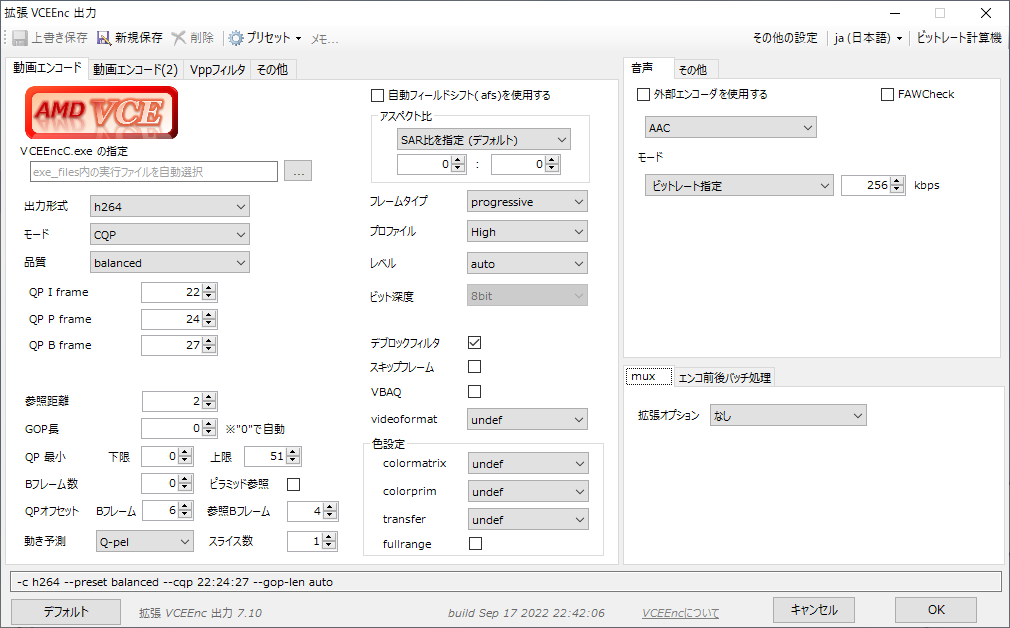 拡張 VCEEnc 出力
上書き保存 新規保存 削除 プリセット メモ... その他の設定 ja (日本語) ビットレート計算機
動画エンコード 動画エンコード(2) Vppフィルタ その他
AMD VCE
VCEEncC.exe の指定
exe_files内の実行ファイルを自動選択 ...
出力形式 h264
モード CQP
品質 balanced
QP I frame 22
QP P frame 24
QP B frame 27
参照距離 2
GOP長 0 ※"0"で自動
QP 最小 下限 0 上限 51
Bフレーム数 0 ピラミッド参照
QPオフセット Bフレーム 6 参照Bフレーム 4
動き予測 Q-pel スライス数 1
自動フィールドシフト(afs)を使用する
アスペクト比
SAR比を指定 (デフォルト)
0 : 0
フレームタイプ progressive
プロファイル High
レベル auto
ビット深度 8bit
デブロックフィルタ
スキップフレーム
VBAQ
videoformat undef
色設定
colormatrix undef
colorprim undef
transfer undef
fullrange
音声 その他
外部エンコーダを使用する FAWCheck
AAC
モード
ビットレート指定 256 kbps
mux エンコ前後バッチ処理
拡張オプション なし
-c h264 --preset balanced --cqp 22:24:27 --gop-len auto
デフォルト 拡張 VCEEnc 出力 7.10 build Sep 17 2022 22:42:06 VCEEncについて キャンセル OK